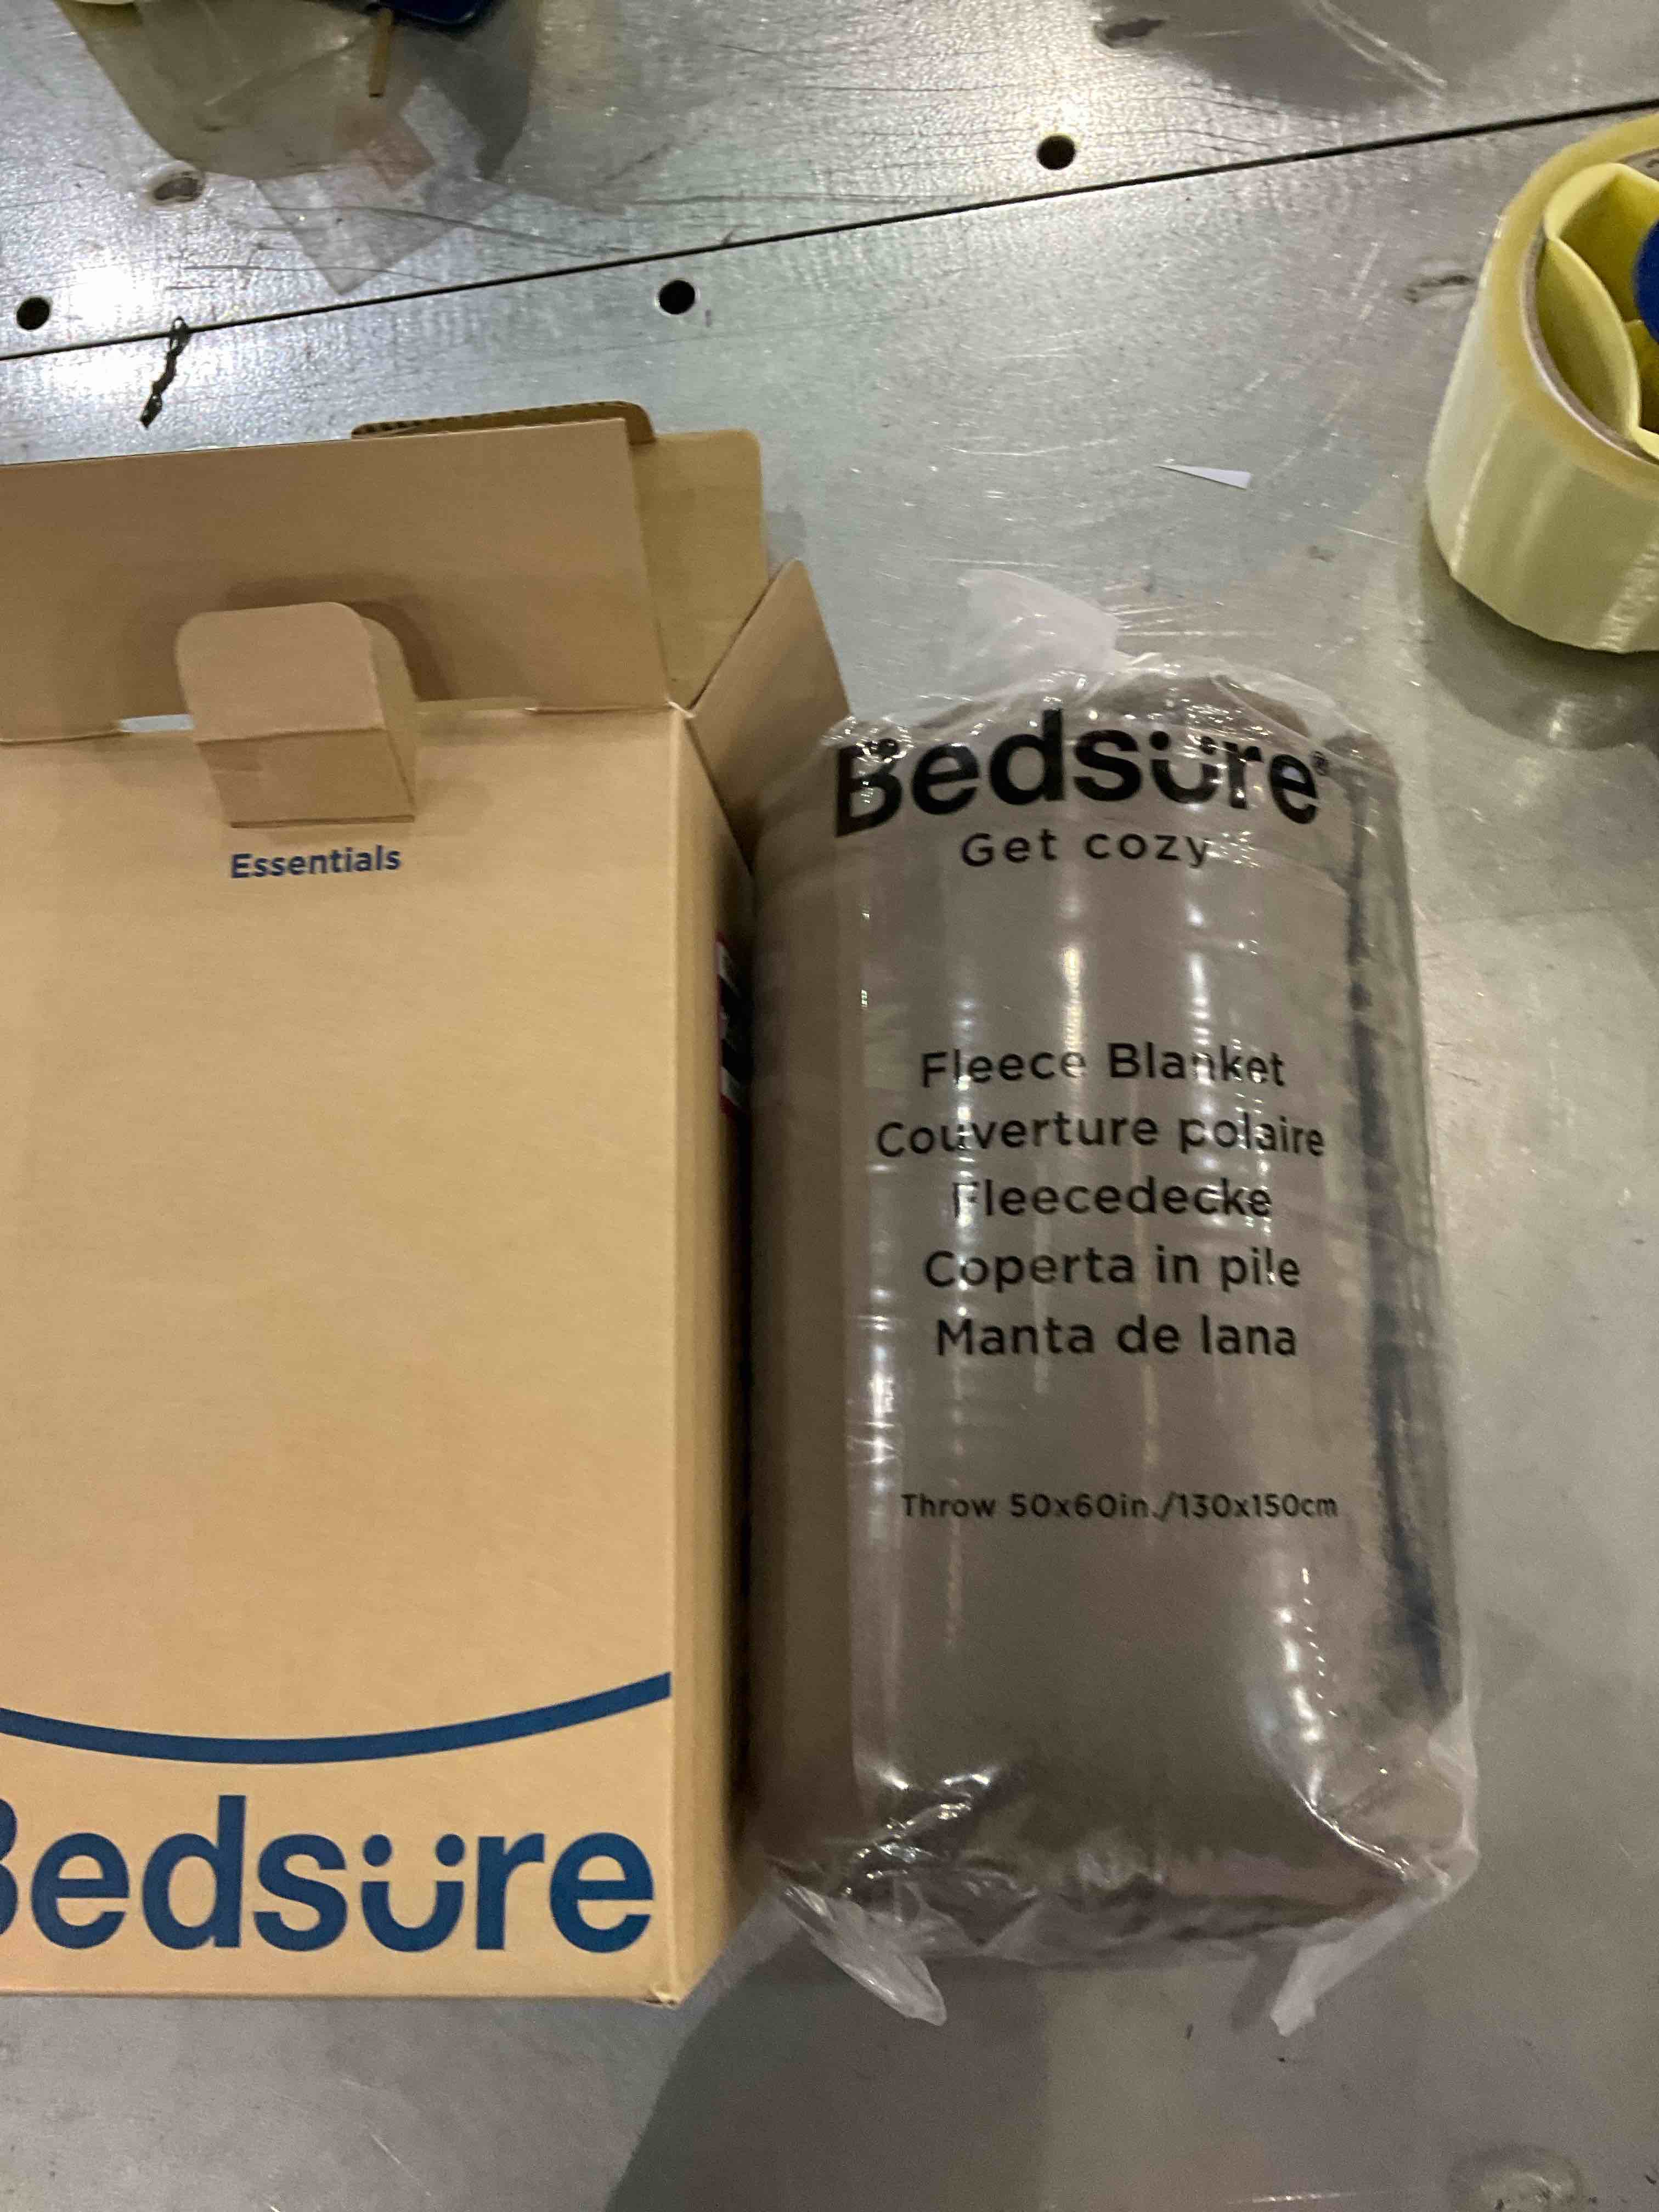 Essentials
Bedsure
Bedsure®
Get cozy
Fleece Blanket
Couverture polaire
Fleecedecke
Coperta in pile
Manta de lana
Throw 50x60in./130x150cm